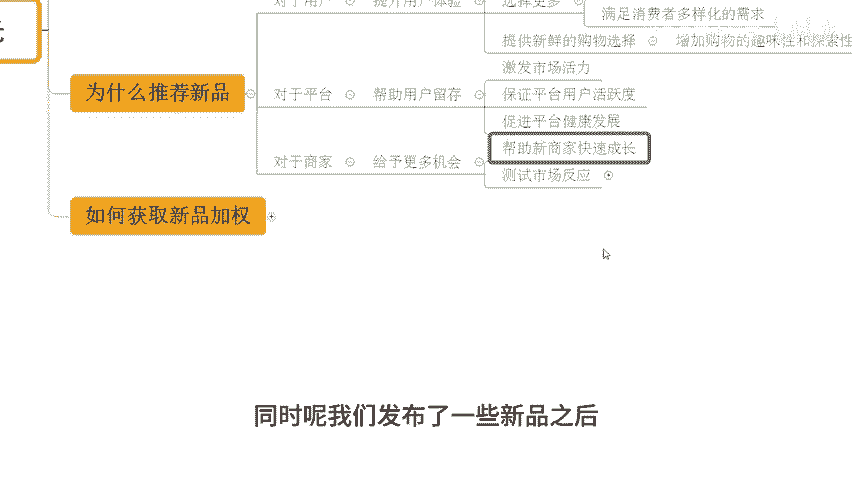 对于用户 提升用户体验 选择更多
满足消费者多样化的需求
提供新鲜的购物选择 增加购物的趣味性和探索性
为什么推荐新品
激发市场活力
对于平台 帮助用户留存 保证平台用户活跃度
促进平台健康发展
帮助新商家快速成长
对于商家 给予更多机会
测试市场反应
如何获取新品加权
同时呢我们发布了一些新品之后